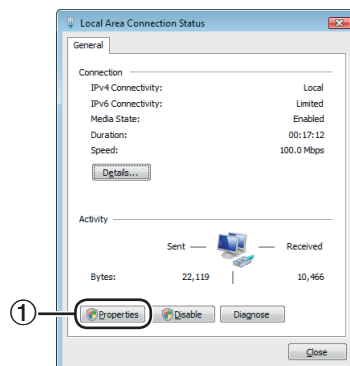 Local Area Connection Status
General
Connection
IPv4 Connectivity: Local
IPv6 Connectivity: Limited
Media State: Enabled
Duration: 00:17:12
Speed: 100.0 Mbps
Details...
Activity
Sent — — Received
Bytes: 22,119 | 10,466
① Properties Disable Diagnose
Close